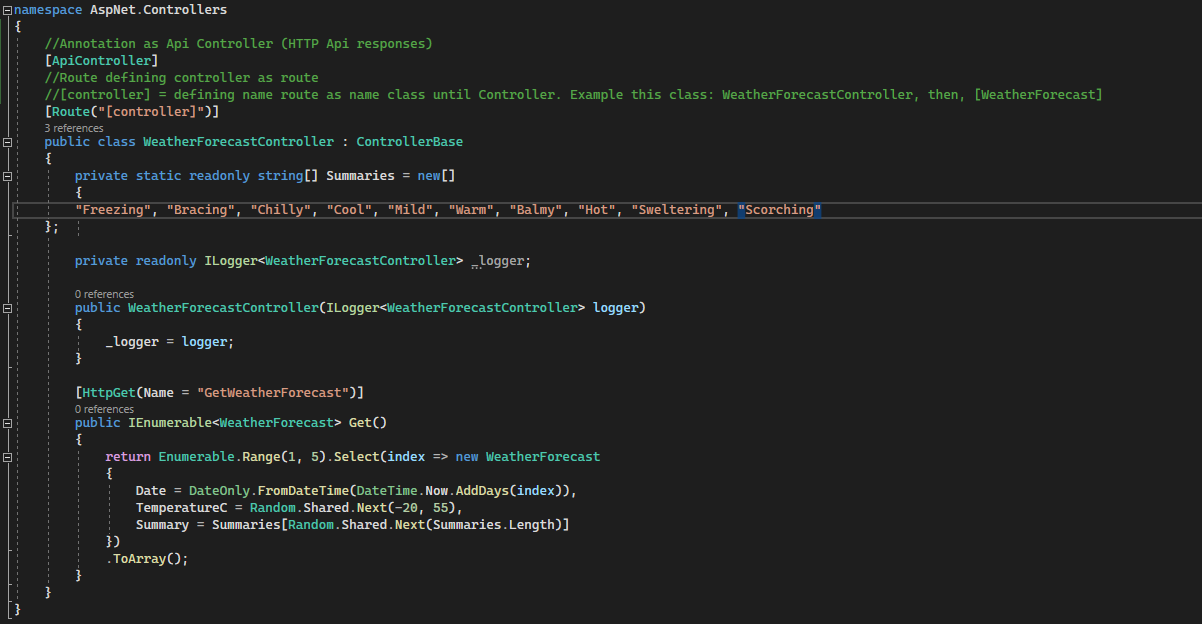 namespace AspNet.Controllers
{
//Annotation as Api Controller (HTTP Api responses)
[ApiController]
//Route defining controller as route
//[controller] = defining name route as name class until Controller. Example this class: WeatherForecastController, then, [WeatherForecast]
[Route("[controller]")]
3 references
public class WeatherForecastController : ControllerBase
{
private static readonly string[] Summaries = new[]
{
"Freezing", "Bracing", "Chilly", "Cool", "Mild", "Warm", "Balmy", "Hot", "Sweltering", "Scorching"
};
private readonly ILogger<WeatherForecastController> _logger;
0 references
public WeatherForecastController(ILogger<WeatherForecastController> logger)
{
_logger = logger;
}
[HttpGet(Name = "GetWeatherForecast")]
0 references
public IEnumerable<WeatherForecast> Get()
{
return Enumerable.Range(1, 5).Select(index => new WeatherForecast
{
Date = DateOnly.FromDateTime(DateTime.Now.AddDays(index)),
TemperatureC = Random.Shared.Next(-20, 55),
Summary = Summaries[Random.Shared.Next(Summaries.Length)]
})
.ToArray();
}
}
}